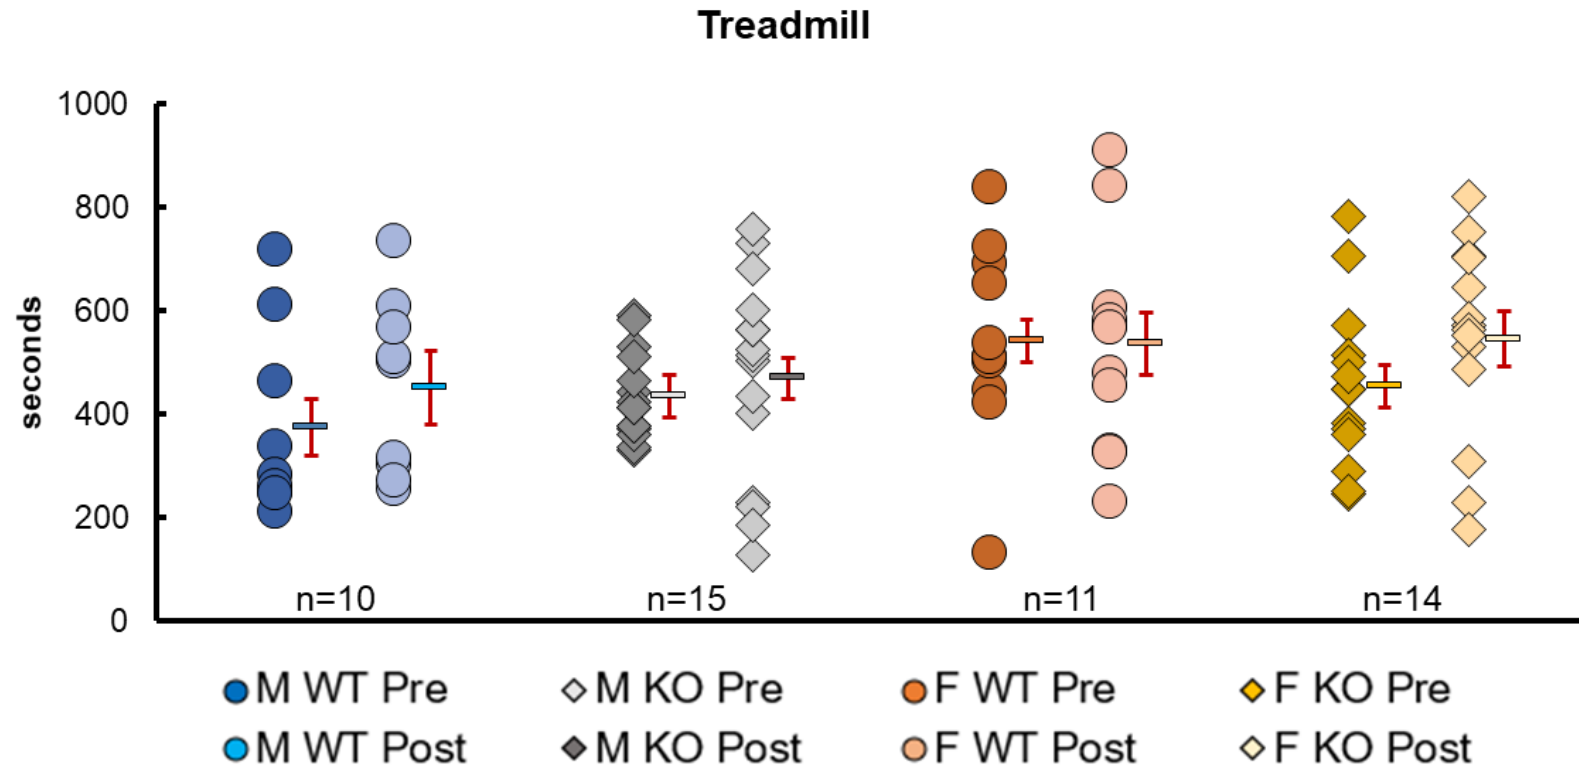 Treadmill
1000
800
600
400
200
0
seconds
n=10 n=15 n=11 n=14
M WT Pre M KO Pre F WT Pre F KO Pre
M WT Post M KO Post F WT Post F KO Post